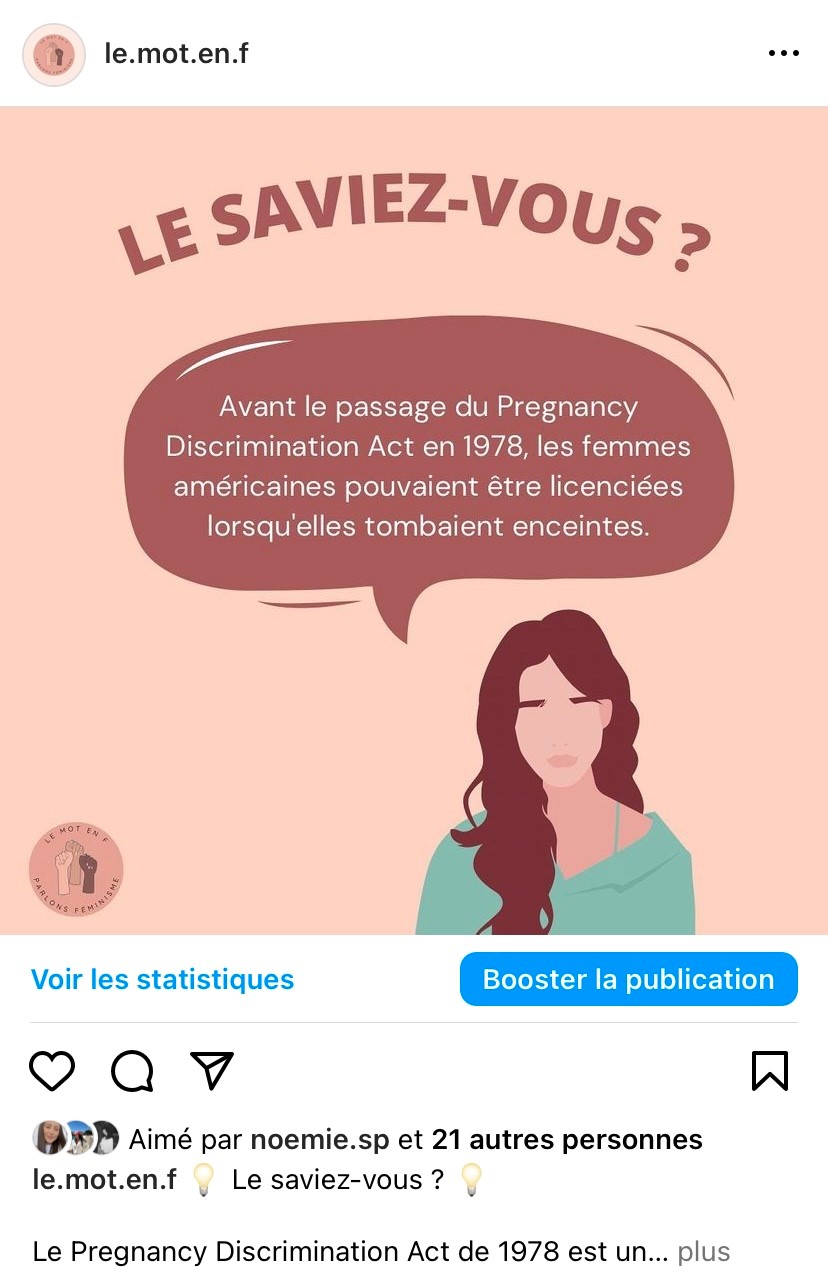 le.mot.en.f
LE SAVIEZ-VOUS ?
Avant le passage du Pregnancy
Discrimination Act en 1978, les femmes
américaines pouvaient être licenciées
lorsqu'elles tombaient enceintes.
LE MOT EN F
PARLONS FÉMINISME
Voir les statistiques
Booster la publication
Aimé par noemie.sp et 21 autres personnes
le.mot.en.f 💡 Le saviez-vous ? 💡
Le Pregnancy Discrimination Act de 1978 est un... plus